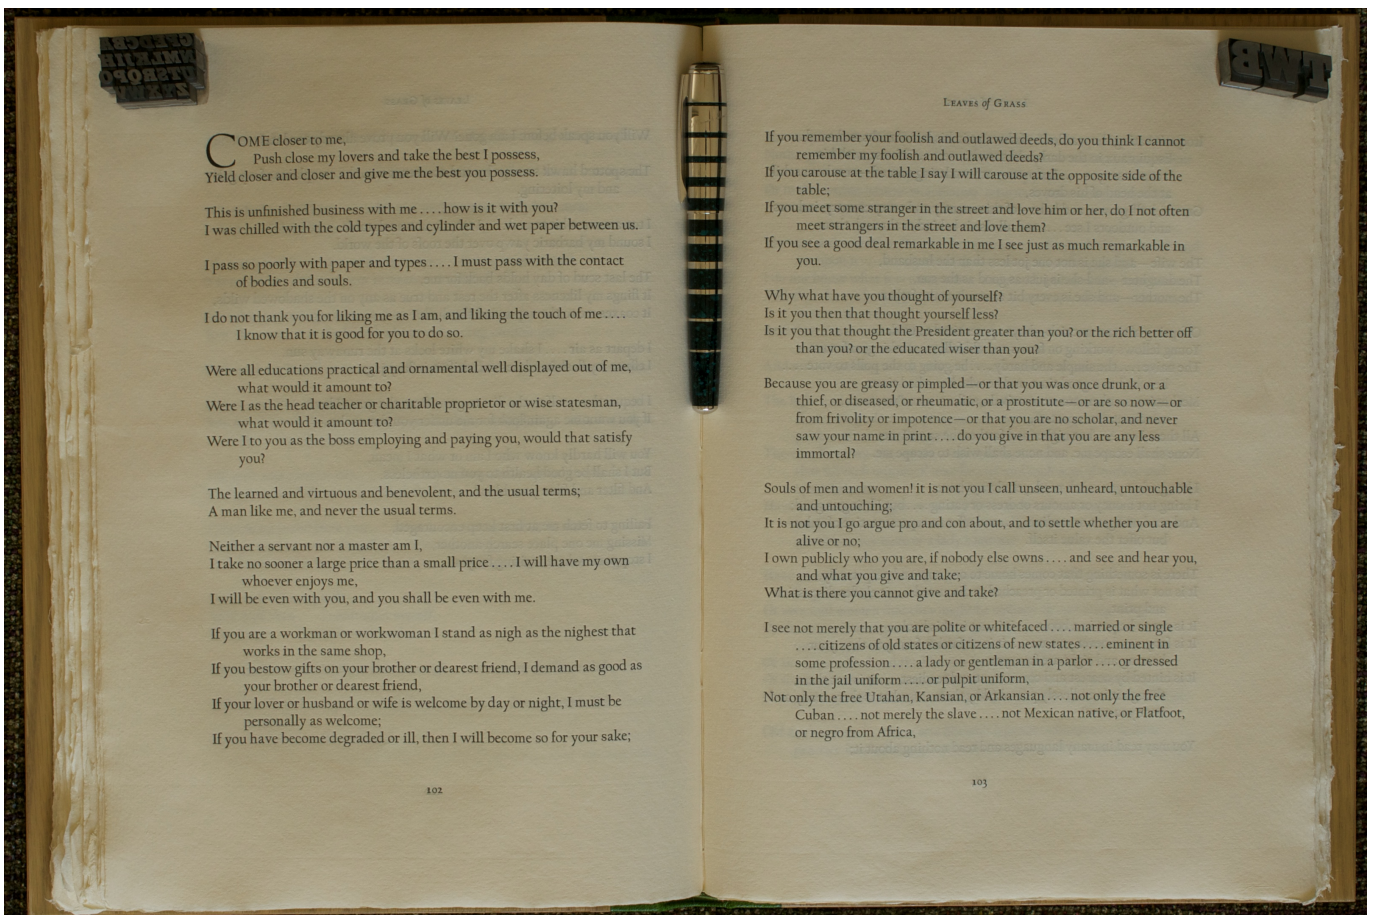 COME closer to me,
Push close my lovers and take the best I possess,
Yield closer and closer and give me the best you possess.
This is unfinished business with me . . . . how is it with you?
I was chilled with the cold types and cylinder and wet paper between us.
I pass so poorly with paper and types . . . . I must pass with the contact
of bodies and souls.
I do not thank you for liking me as I am, and liking the touch of me . . . .
I know that it is good for you to do so.
Were all educations practical and ornamental well displayed out of me,
what would it amount to?
Were I as the head teacher or charitable proprietor or wise statesman,
what would it amount to?
Were I to you as the boss employing and paying you, would that satisfy
you?
The learned and virtuous and benevolent, and the usual terms;
A man like me, and never the usual terms.
Neither a servant nor a master am I,
I take no sooner a large price than a small price . . . . I will have my own
whoever enjoys me,
I will be even with you, and you shall be even with me.
If you are a workman or workwoman I stand as nigh as the nighest that
works in the same shop,
If you bestow gifts on your brother or dearest friend, I demand as good as
your brother or dearest friend,
If your lover or husband or wife is welcome by day or night, I must be
personally as welcome;
If you have become degraded or ill, then I will become so for your sake;
102
LEAVES of GRASS
If you remember your foolish and outlawed deeds, do you think I cannot
remember my foolish and outlawed deeds?
If you carouse at the table I say I will carouse at the opposite side of the
table;
If you meet some stranger in the street and love him or her, do I not often
meet strangers in the street and love them?
If you see a good deal remarkable in me I see just as much remarkable in
you.
Why what have you thought of yourself?
Is it you then that thought yourself less?
Is it you that thought the President greater than you? or the rich better off
than you? or the educated wiser than you?
Because you are greasy or pimpled—or that you was once drunk, or a
thief, or diseased, or rheumatic, or a prostitute—or are so now—or
from frivolity or impotence—or that you are no scholar, and never
saw your name in print . . . . do you give in that you are any less
immortal?
Souls of men and women! it is not you I call unseen, unheard, untouchable
and untouching;
It is not you I go argue pro and con about, and to settle whether you are
alive or no;
I own publicly who you are, if nobody else owns . . . . and see and hear you,
and what you give and take;
What is there you cannot give and take?
I see not merely that you are polite or whitefaced . . . . married or single
. . . . citizens of old states or citizens of new states . . . . eminent in
some profession . . . . a lady or gentleman in a parlor . . . . or dressed
in the jail uniform . . . . or pulpit uniform,
Not only the free Utahan, Kansian, or Arkansian . . . . not only the free
Cuban . . . . not merely the slave . . . . not Mexican native, or Flatfoot,
or negro from Africa,
103